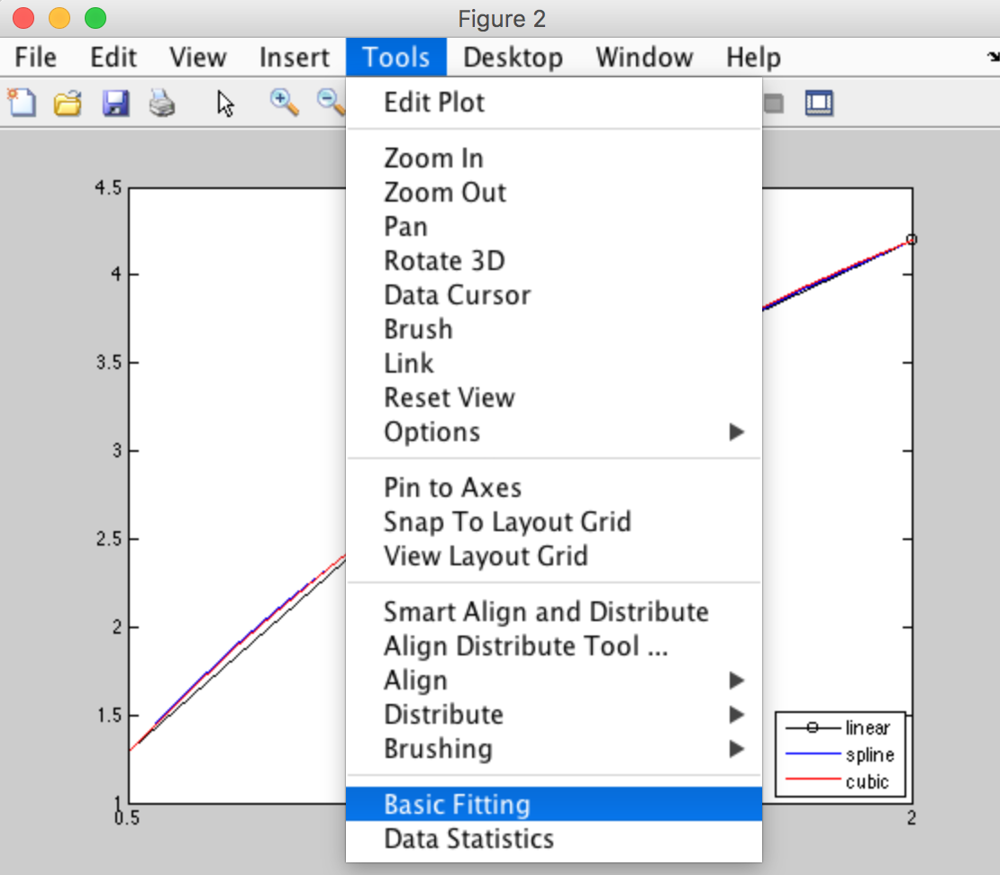 Figure 2
File Edit View Insert Tools Desktop Window Help
Edit Plot
Zoom In
Zoom Out
Pan
Rotate 3D
Data Cursor
Brush
Link
Reset View
Options
Pin to Axes
Snap To Layout Grid
View Layout Grid
Smart Align and Distribute
Align Distribute Tool ...
Align
Distribute
Brushing
Basic Fitting
Data Statistics
4.5
4
3.5
3
2.5
2
1.5
1
0.5
2
linear
spline
cubic